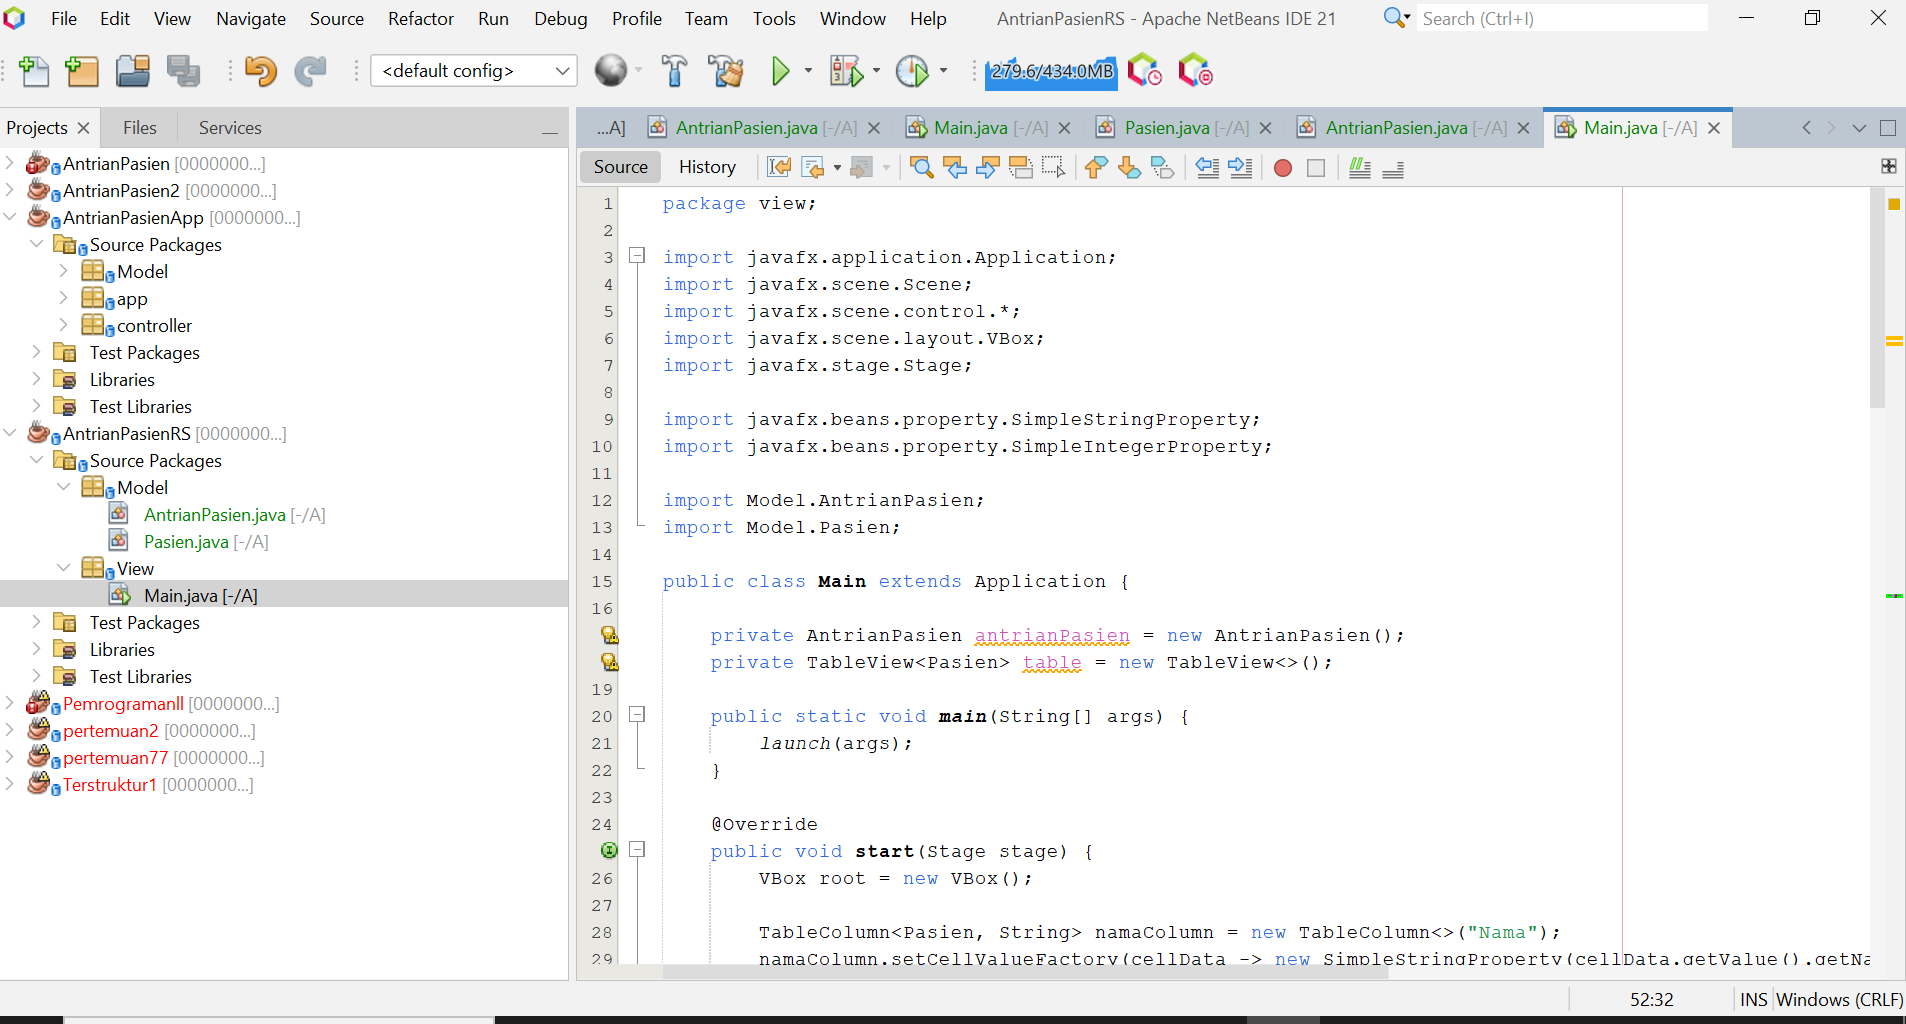 File Edit View Navigate Source Refactor Run Debug Profile Team Tools Window Help AntrianPasienRS - Apache NetBeans IDE 21 Search (Ctrl+I)
<default config> 279.6/434.0MB
Projects Files Services
AntrianPasien [0000000...]
AntrianPasien2 [0000000...]
AntrianPasienApp [0000000...]
Source Packages
Model
app
controller
Test Packages
Libraries
Test Libraries
AntrianPasienRS [0000000...]
Source Packages
Model
AntrianPasien.java [-/A]
Pasien.java [-/A]
View
Main.java [-/A]
Test Packages
Libraries
Test Libraries
PemrogramanII [0000000...]
pertemuan2 [0000000...]
pertemuan77 [0000000...]
Terstruktur1 [0000000...]
...A] AntrianPasien.java [-/A] Main.java [-/A] Pasien.java [-/A] AntrianPasien.java [-/A] Main.java [-/A]
Source History
1 package view;
2
3 import javafx.application.Application;
4 import javafx.scene.Scene;
5 import javafx.scene.control.*;
6 import javafx.scene.layout.VBox;
7 import javafx.stage.Stage;
8
9 import javafx.beans.property.SimpleStringProperty;
10 import javafx.beans.property.SimpleIntegerProperty;
11
12 import Model.AntrianPasien;
13 import Model.Pasien;
14
15 public class Main extends Application {
16
private AntrianPasien antrianPasien = new AntrianPasien();
private TableView<Pasien> table = new TableView<>();
19
20 public static void main(String[] args) {
21 launch(args);
22 }
23
24 @Override
public void start(Stage stage) {
26 VBox root = new VBox();
27
28 TableColumn<Pasien, String> namaColumn = new TableColumn<>("Nama");
29 namaColumn.setCellValueFactory(cellData -> new SimpleStringProperty(cellData.getValue().getNa
52:32 INS Windows (CRLF)